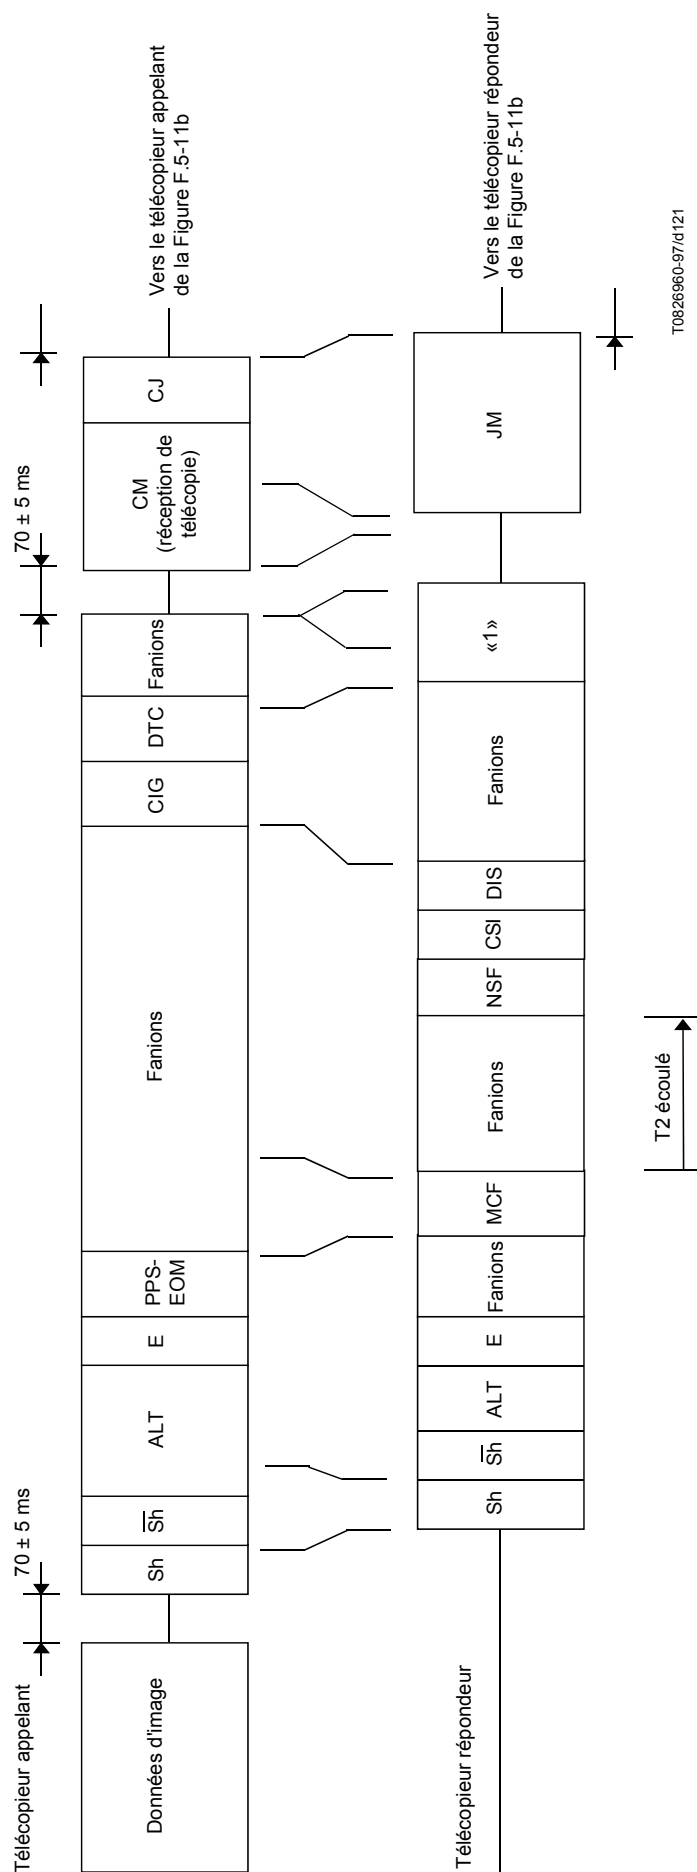 Télécopieur appelant
70 ± 5 ms
70 ± 5 ms
Données d'image
Sh
Sh
ALT
E
PPS-
EOM
Fanions
CIG
DTC
Fanions
CM
(réception de
télécopie)
CJ
Vers le télécopieur appelant
de la Figure F.5-11b
Télécopieur répondeur
Sh
Sh
ALT
E
Fanions
MCF
Fanions
NSF
CSI
DIS
Fanions
«1»
JM
Vers le télécopieur répondeur
de la Figure F.5-11b
T2 écoulé
T0826960-97/d121